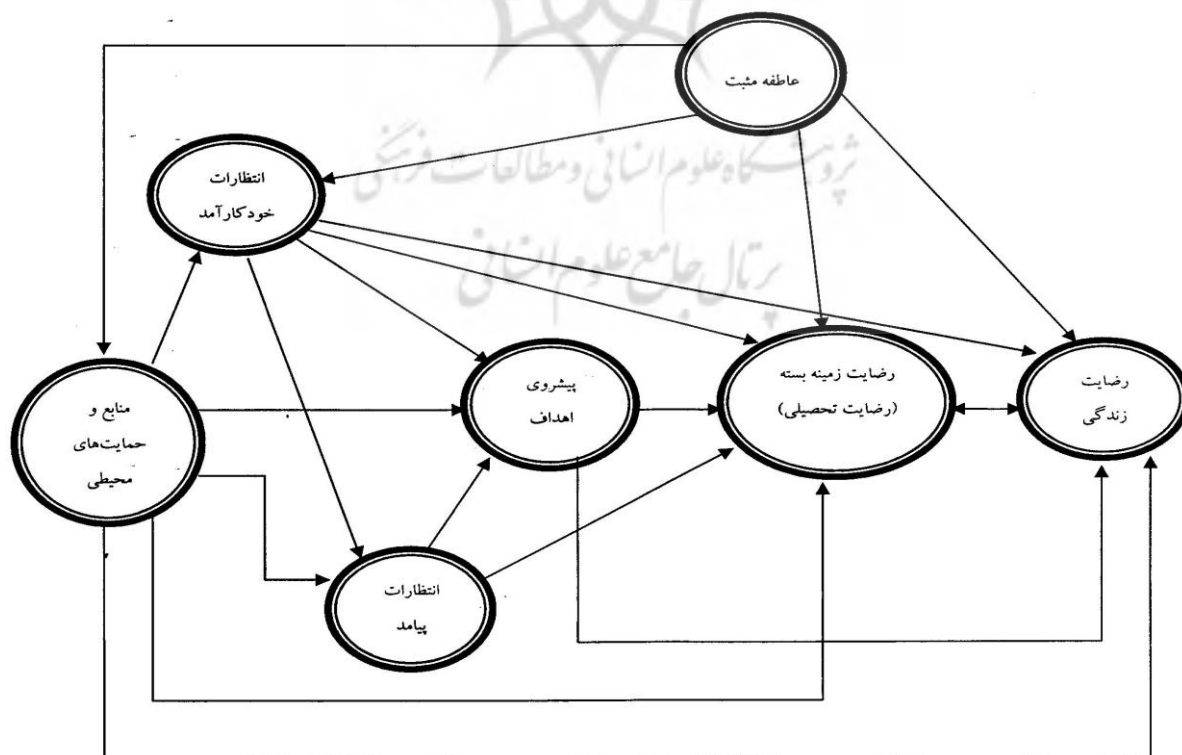 عاطفه مثبت
پژوهشگاه علوم انسانی و مطالعات فرهنگی
پرتال جامع علوم انسانی
انتظارات
خودکارآمد
منابع و
حمایت‌های
محیطی
پیشروی
اهداف
رضایت زمینه بسته
(رضایت تحصیلی)
رضایت
زندگی
انتظارات
پیامد